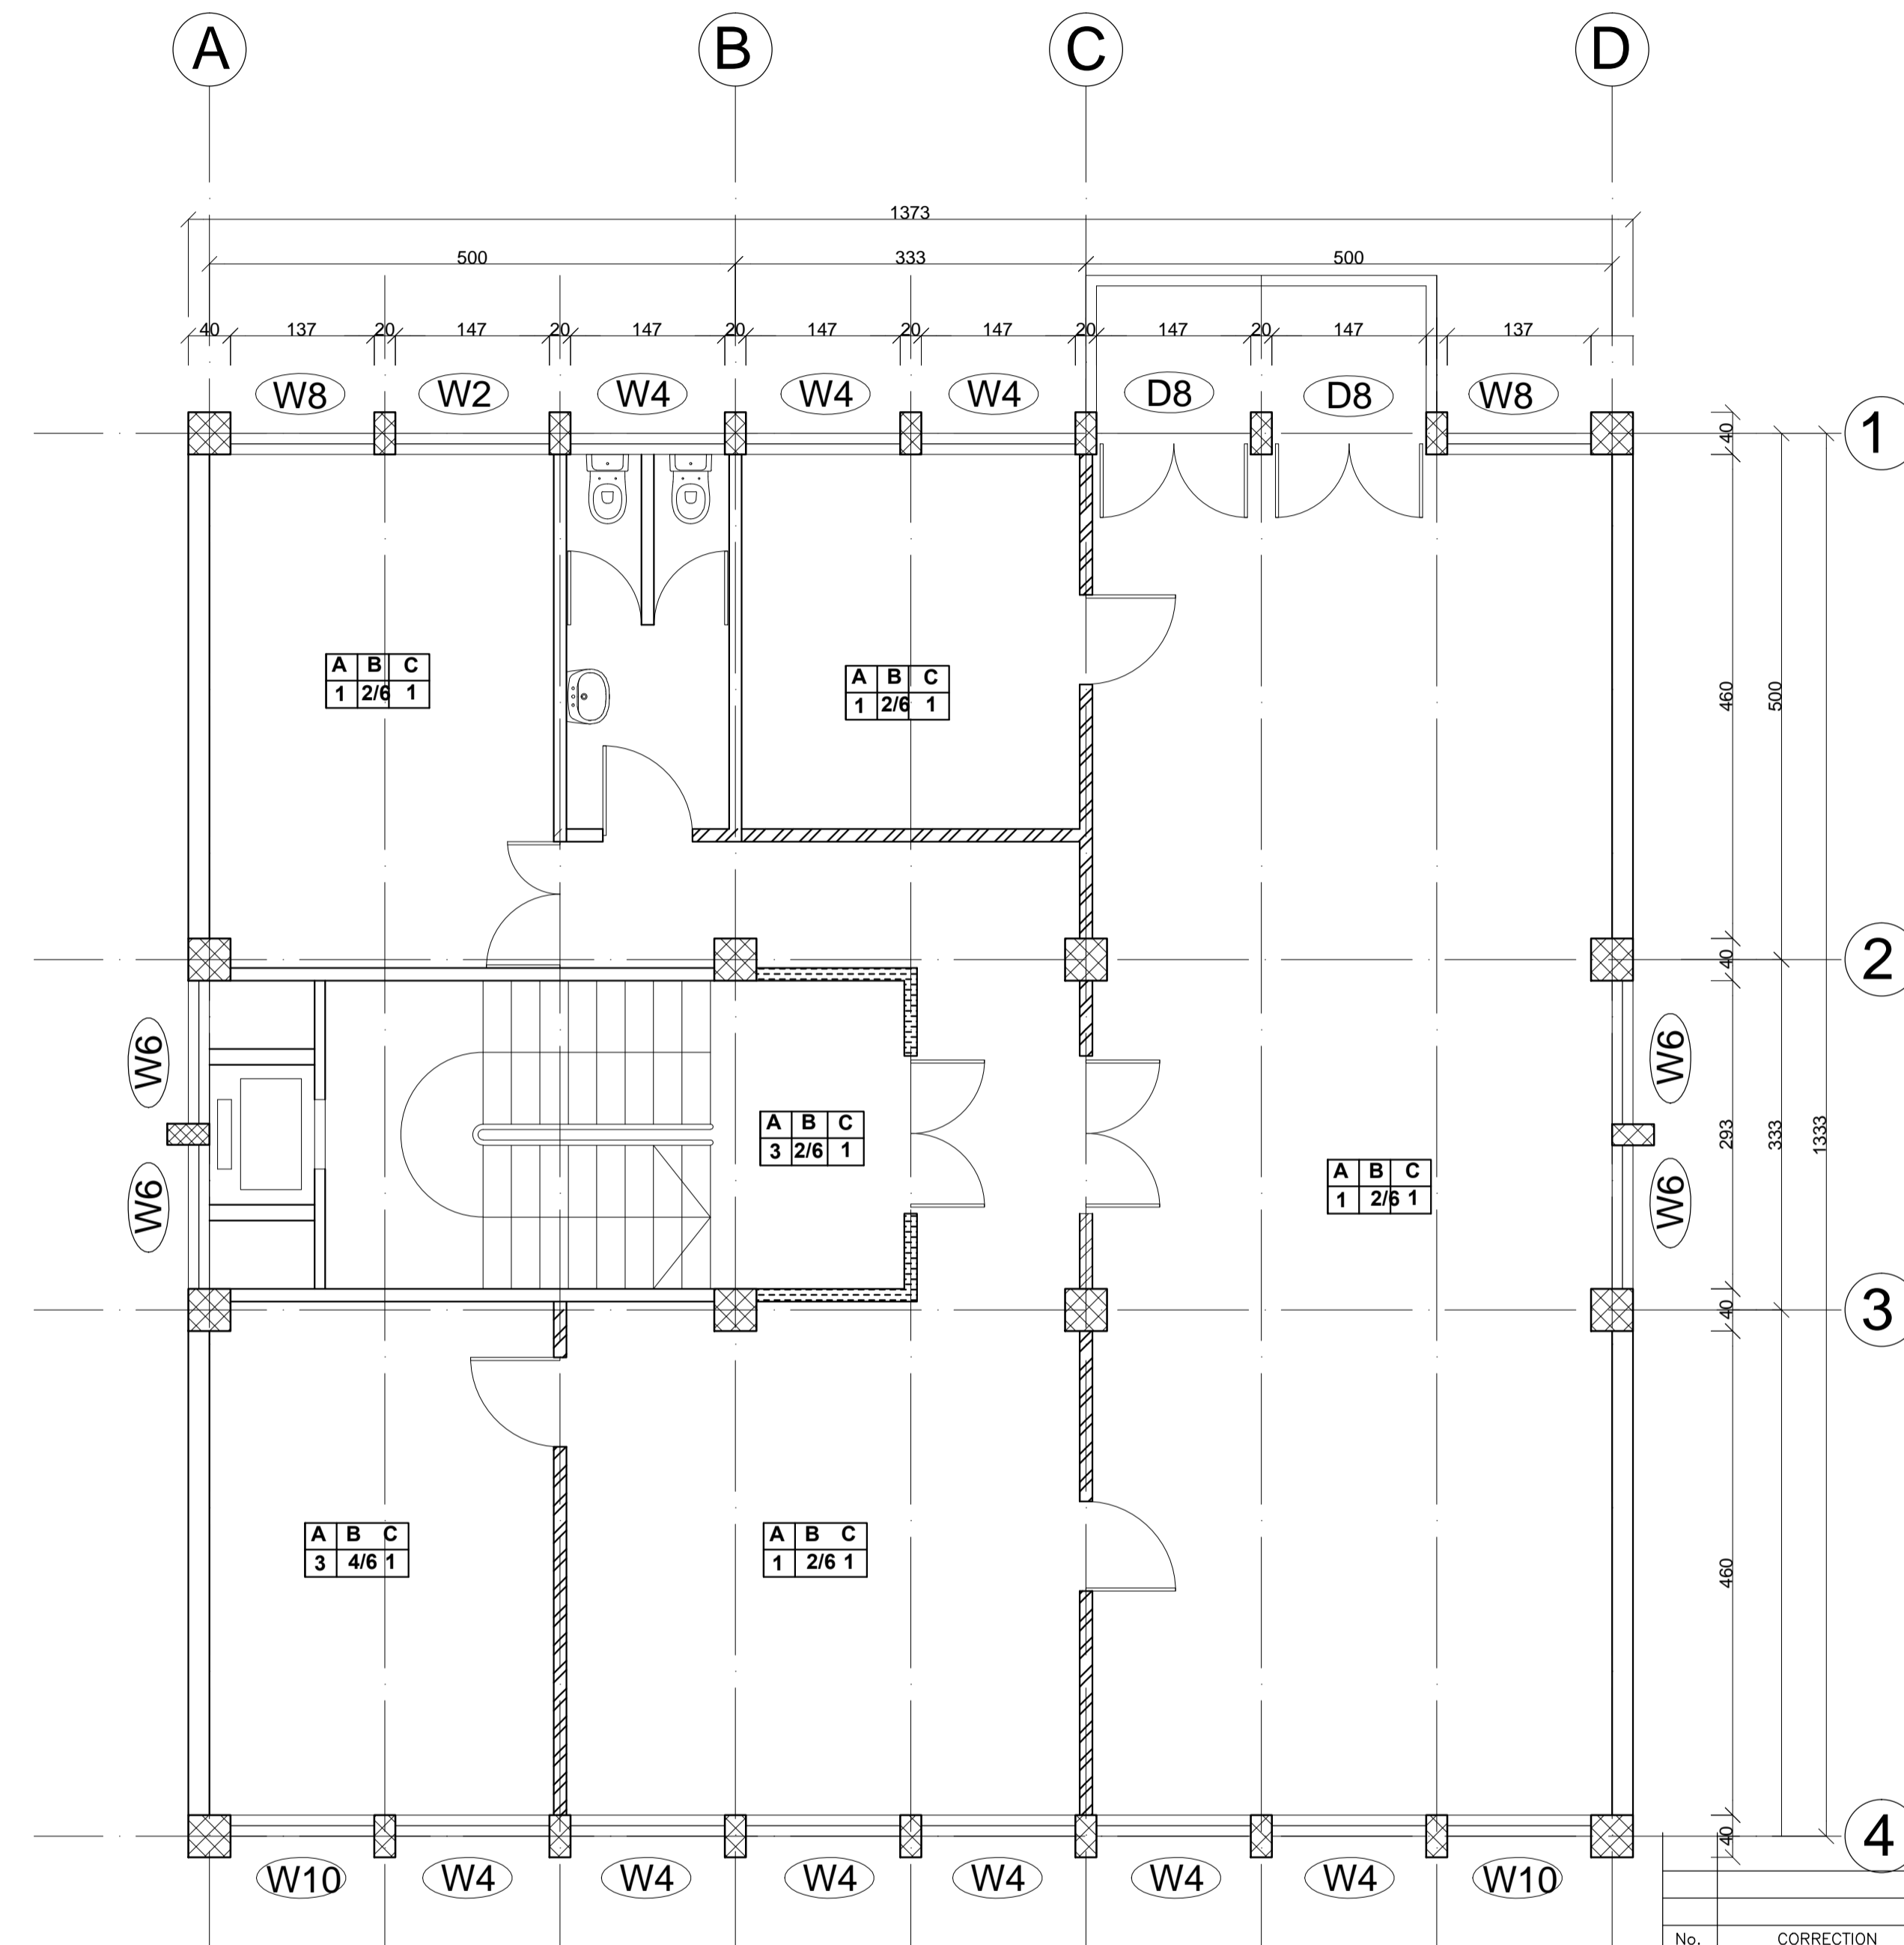 A B C D
1373
500 333 500
40 137 20 147 20 147 20 147 20 147 20 147 20 147 137
W8 W2 W4 W4 W4 D8 D8 W8
1
40
A B C
1 2/6 1
A B C
1 2/6 1
460 500
40
2
W6 W6
A B C
3 2/6 1
293 333 1333
A B C
1 2/6 1
W6 W6
40
3
A B C
3 4/6 1
A B C
1 2/6 1
460
40
4
W10 W4 W4 W4 W4 W4 W4 W10
No. CORRECTION